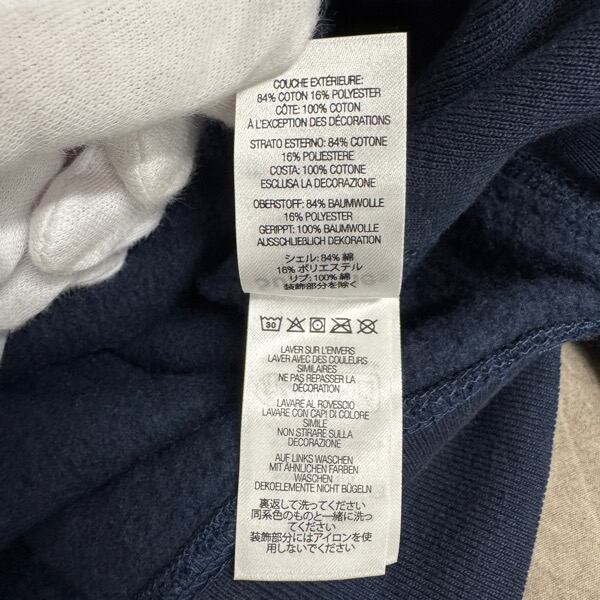 COUCHE EXTÉRIEURE:
84% COTON 16% POLYESTER
CÔTE: 100% COTON
À L'EXCEPTION DES DÉCORATIONS
STRATO ESTERNO: 84% COTONE
16% POLIESTERE
COSTA: 100% COTONE
ESCLUSA LA DECORAZIONE
OBERSTOFF: 84% BAUMWOLLE
16% POLYESTER
GERIPPT: 100% BAUMWOLLE
AUSSCHLIEßLICH DEKORATION
シェル: 84% 綿
16% ポリエステル
リブ: 100% 綿
装飾部分を除く
30
LAVER SUR L'ENVERS
LAVER AVEC DES COULEURS
SIMILAIRES
NE PAS REPASSER LA
DÉCORATION
LAVARE AL ROVESCIO
LAVARE CON CAPI DI COLORE
SIMILE
NON STIRARE SULLA
DECORAZIONE
AUF LINKS WASCHEN
MIT ÄHNLICHEN FARBEN
WASCHEN
DEKOELEMENTE NICHT BÜGELN
裏返して洗ってください
同系色のものと一緒に洗っ
てください
装飾部分にはアイロンを使
用しないでください